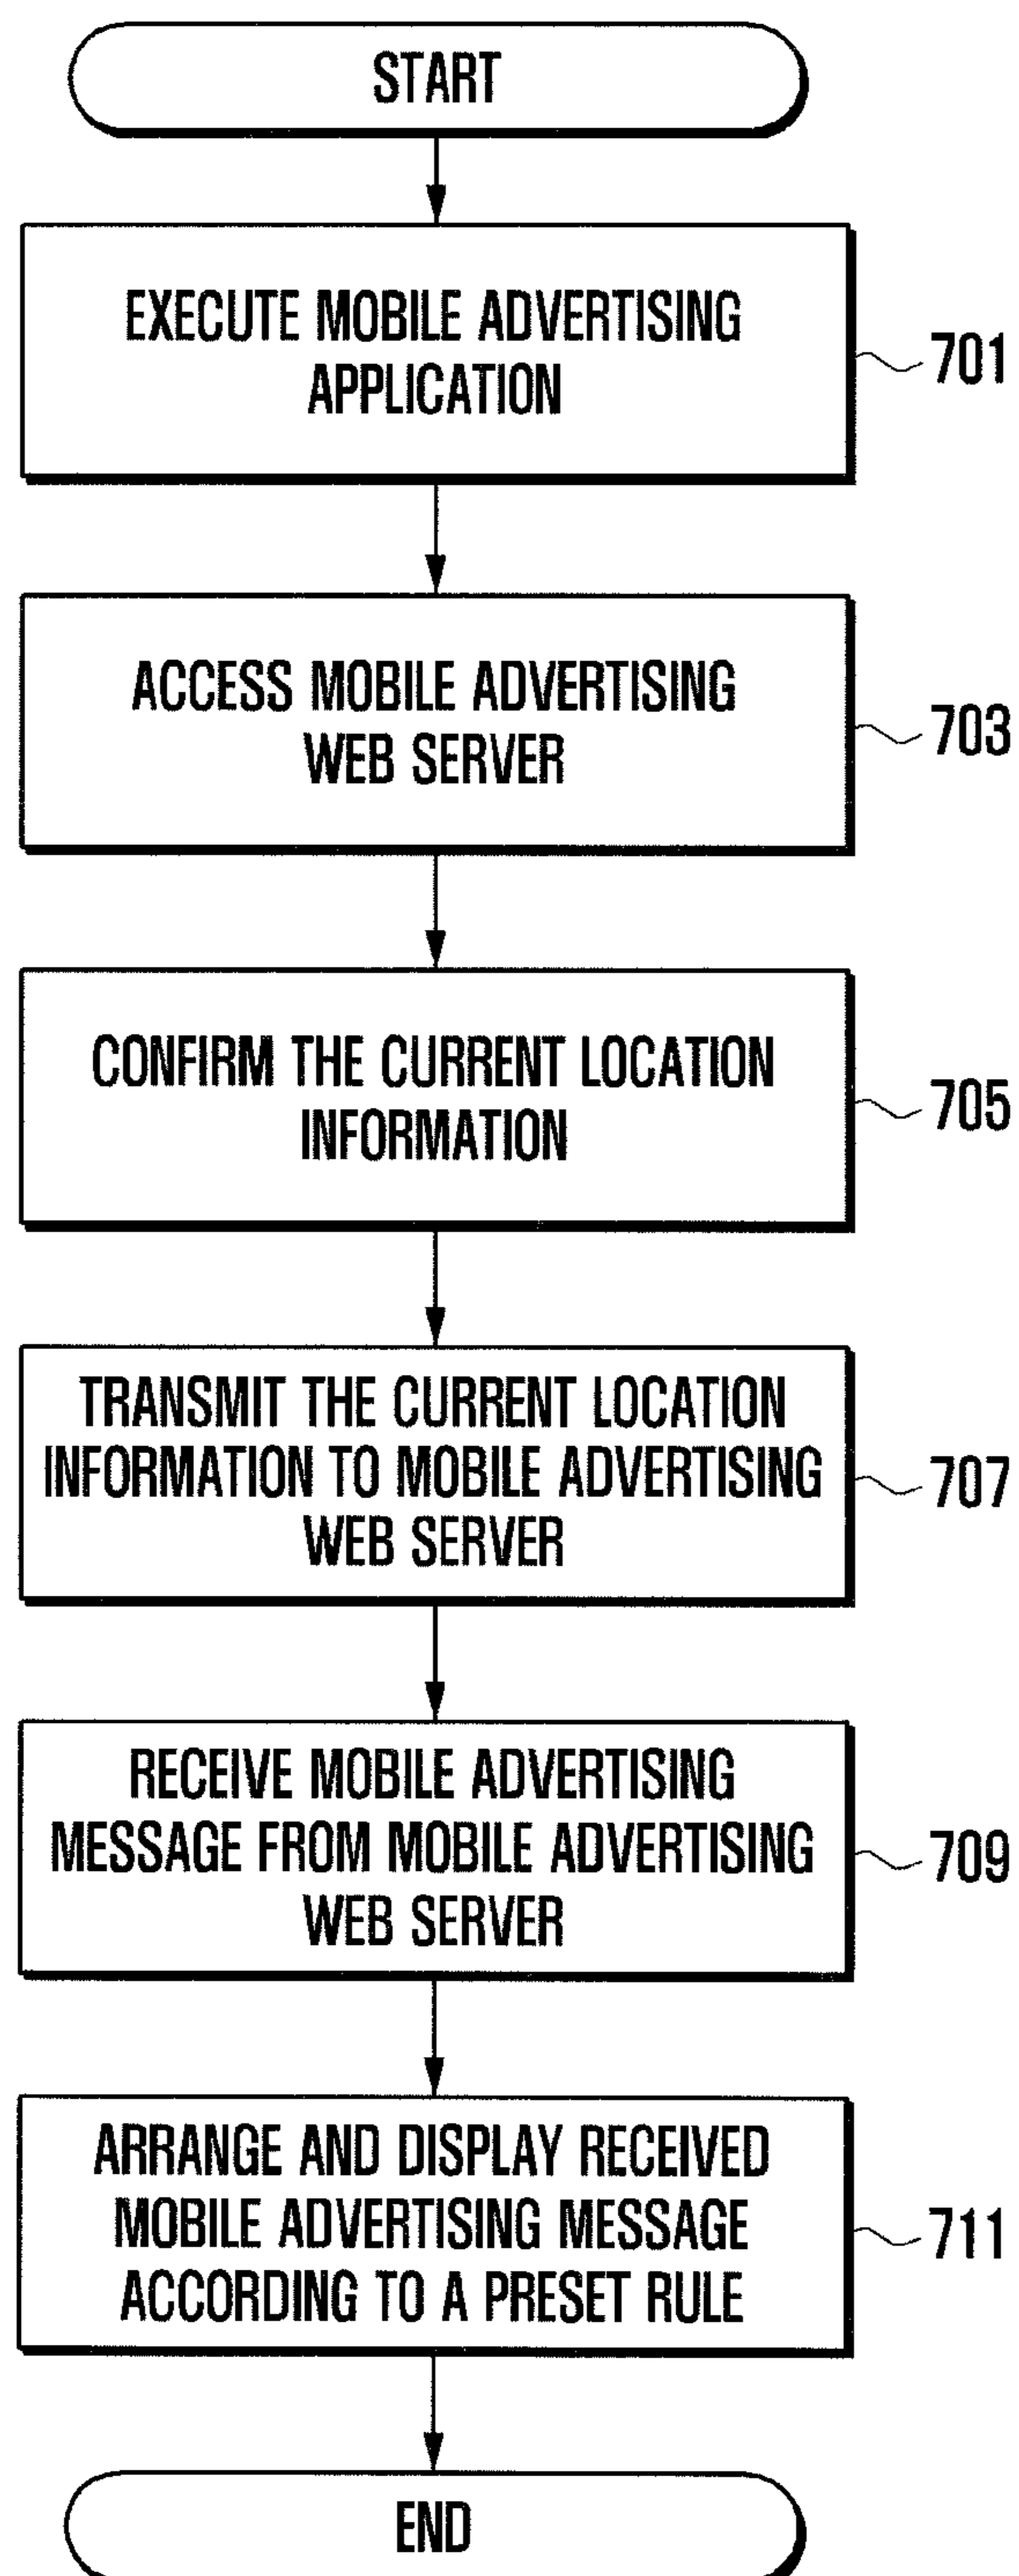 START
EXECUTE MOBILE ADVERTISING
APPLICATION
701
ACCESS MOBILE ADVERTISING
WEB SERVER
703
CONFIRM THE CURRENT LOCATION
INFORMATION
705
TRANSMIT THE CURRENT LOCATION
INFORMATION TO MOBILE ADVERTISING
WEB SERVER
707
RECEIVE MOBILE ADVERTISING
MESSAGE FROM MOBILE ADVERTISING
WEB SERVER
709
ARRANGE AND DISPLAY RECEIVED
MOBILE ADVERTISING MESSAGE
ACCORDING TO A PRESET RULE
711
END